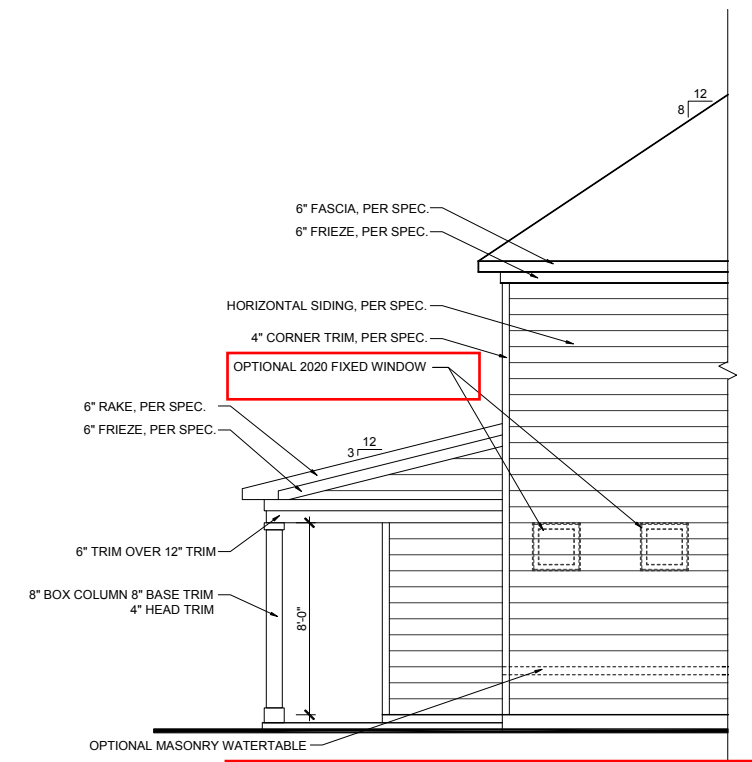 12
8
6" FASCIA, PER SPEC.
6" FRIEZE, PER SPEC.
HORIZONTAL SIDING, PER SPEC.
4" CORNER TRIM, PER SPEC.
OPTIONAL 2020 FIXED WINDOW
6" RAKE, PER SPEC.
6" FRIEZE, PER SPEC.
12
3
6" TRIM OVER 12" TRIM
8" BOX COLUMN 8" BASE TRIM
4" HEAD TRIM
8'-0"
OPTIONAL MASONRY WATERTABLE